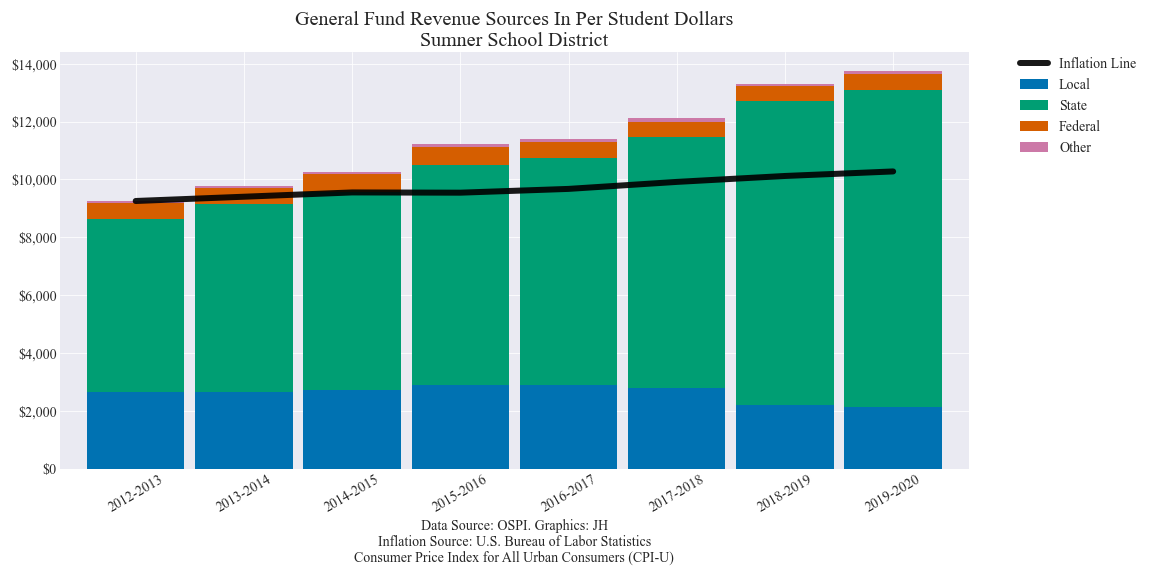 General Fund Revenue Sources In Per Student Dollars
Sumner School District
$14,000
$12,000
$10,000
$8,000
$6,000
$4,000
$2,000
$0
Inflation Line
Local
State
Federal
Other
2012-2013
2013-2014
2014-2015
2015-2016
2016-2017
2017-2018
2018-2019
2019-2020
Data Source: OSPI. Graphics: JH
Inflation Source: U.S. Bureau of Labor Statistics
Consumer Price Index for All Urban Consumers (CPI-U)